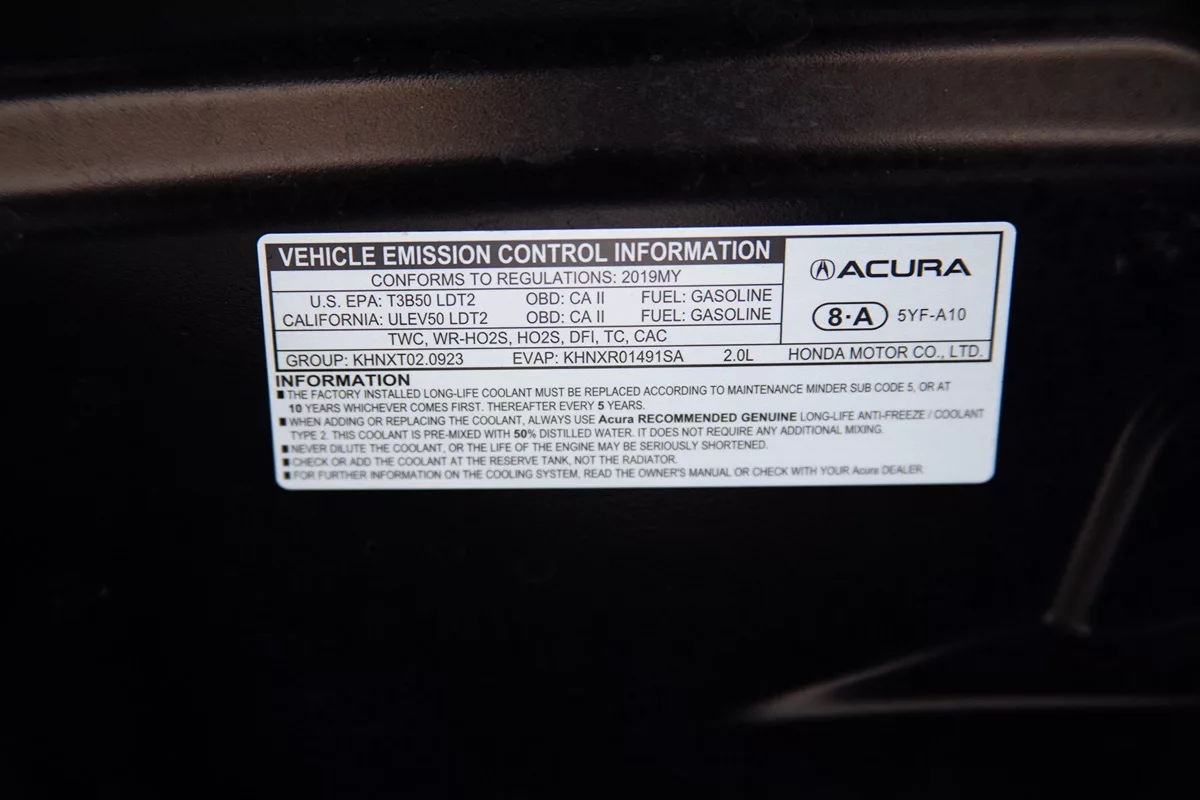 VEHICLE EMISSION CONTROL INFORMATION
CONFORMS TO REGULATIONS: 2019MY
U.S. EPA: T3B50 LDT2 OBD: CA II FUEL: GASOLINE
CALIFORNIA: ULEV50 LDT2 OBD: CA II FUEL: GASOLINE
TWC, WR-HO2S, HO2S, DFI, TC, CAC
GROUP: KHNXT02.0923 EVAP: KHNXR01491SA 2.0L
ACURA
8·A 5YF-A10
HONDA MOTOR CO., LTD.
INFORMATION
■ THE FACTORY INSTALLED LONG-LIFE COOLANT MUST BE REPLACED ACCORDING TO MAINTENANCE MINDER SUB CODE 5, OR AT
10 YEARS WHICHEVER COMES FIRST. THEREAFTER EVERY 5 YEARS.
■ WHEN ADDING OR REPLACING THE COOLANT, ALWAYS USE Acura RECOMMENDED GENUINE LONG-LIFE ANTI-FREEZE / COOLANT
TYPE 2. THIS COOLANT IS PRE-MIXED WITH 50% DISTILLED WATER. IT DOES NOT REQUIRE ANY ADDITIONAL MIXING.
■ NEVER DILUTE THE COOLANT, OR THE LIFE OF THE ENGINE MAY BE SERIOUSLY SHORTENED.
■ CHECK OR ADD THE COOLANT AT THE RESERVE TANK, NOT THE RADIATOR.
■ FOR FURTHER INFORMATION ON THE COOLING SYSTEM, READ THE OWNER'S MANUAL OR CHECK WITH YOUR Acura DEALER.